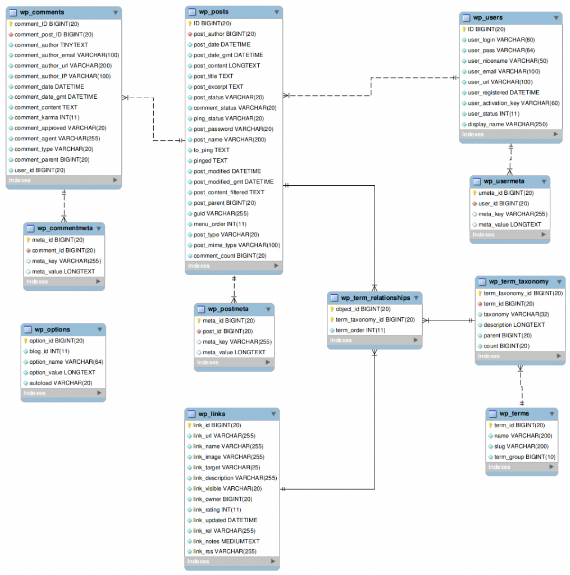 wp_comments
comment_ID BIGINT(20)
comment_post_ID BIGINT(20)
comment_author TINYTEXT
comment_author_email VARCHAR(100)
comment_author_url VARCHAR(200)
comment_author_IP VARCHAR(100)
comment_date DATETIME
comment_date_gmt DATETIME
comment_content TEXT
comment_karma INT(11)
comment_approved VARCHAR(20)
comment_agent VARCHAR(255)
comment_type VARCHAR(20)
comment_parent BIGINT(20)
user_id BIGINT(20)
Indexes
wp_posts
ID BIGINT(20)
post_author BIGINT(20)
post_date DATETIME
post_date_gmt DATETIME
post_content LONGTEXT
post_title TEXT
post_excerpt TEXT
post_status VARCHAR(20)
comment_status VARCHAR(20)
ping_status VARCHAR(20)
post_password VARCHAR(20)
post_name VARCHAR(200)
to_ping TEXT
pinged TEXT
post_modified DATETIME
post_modified_gmt DATETIME
post_content_filtered TEXT
post_parent BIGINT(20)
guid VARCHAR(255)
menu_order INT(11)
post_type VARCHAR(20)
post_mime_type VARCHAR(100)
comment_count BIGINT(20)
Indexes
wp_users
ID BIGINT(20)
user_login VARCHAR(60)
user_pass VARCHAR(64)
user_nicename VARCHAR(50)
user_email VARCHAR(100)
user_url VARCHAR(100)
user_registered DATETIME
user_activation_key VARCHAR(60)
user_status INT(11)
display_name VARCHAR(250)
Indexes
wp_usermeta
umeta_id BIGINT(20)
user_id BIGINT(20)
meta_key VARCHAR(255)
meta_value LONGTEXT
Indexes
wp_commentmeta
meta_id BIGINT(20)
comment_id BIGINT(20)
meta_key VARCHAR(255)
meta_value LONGTEXT
Indexes
wp_postmeta
meta_id BIGINT(20)
post_id BIGINT(20)
meta_key VARCHAR(255)
meta_value LONGTEXT
Indexes
wp_term_relationships
object_id BIGINT(20)
term_taxonomy_id BIGINT(20)
term_order INT(11)
Indexes
wp_term_taxonomy
term_taxonomy_id BIGINT(20)
term_id BIGINT(20)
taxonomy VARCHAR(32)
description LONGTEXT
parent BIGINT(20)
count BIGINT(20)
Indexes
wp_options
option_id BIGINT(20)
blog_id INT(11)
option_name VARCHAR(64)
option_value LONGTEXT
autoload VARCHAR(20)
Indexes
wp_links
link_id BIGINT(20)
link_url VARCHAR(255)
link_name VARCHAR(255)
link_image VARCHAR(255)
link_target VARCHAR(25)
link_description VARCHAR(255)
link_visible VARCHAR(20)
link_owner BIGINT(20)
link_rating INT(11)
link_updated DATETIME
link_rel VARCHAR(255)
link_notes MEDIUMTEXT
link_rss VARCHAR(255)
Indexes
wp_terms
term_id BIGINT(20)
name VARCHAR(200)
slug VARCHAR(200)
term_group BIGINT(10)
Indexes